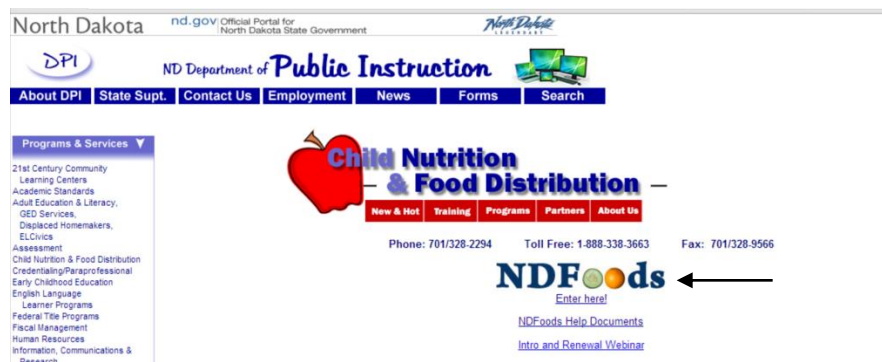 North Dakota
nd.gov Official Portal for
North Dakota State Government
North Dakota
LEGENDARY
DPI
ND Department of Public Instruction
About DPI State Supt. Contact Us Employment News Forms Search
Programs & Services
21st Century Community
Learning Centers
Academic Standards
Adult Education & Literacy,
GED Services,
Displaced Homemakers,
ELCivics
Assessment
Child Nutrition & Food Distribution
Credentialing/Paraprofessional
Early Childhood Education
English Language
Learner Programs
Federal Title Programs
Fiscal Management
Human Resources
Information, Communications &
Research
Child Nutrition
& Food Distribution
New & Hot Training Programs Partners About Us
Phone: 701/328-2294 Toll Free: 1-888-338-3663 Fax: 701/328-9566
NDFoods
Enter here!
NDFoods Help Documents
Intro and Renewal Webinar